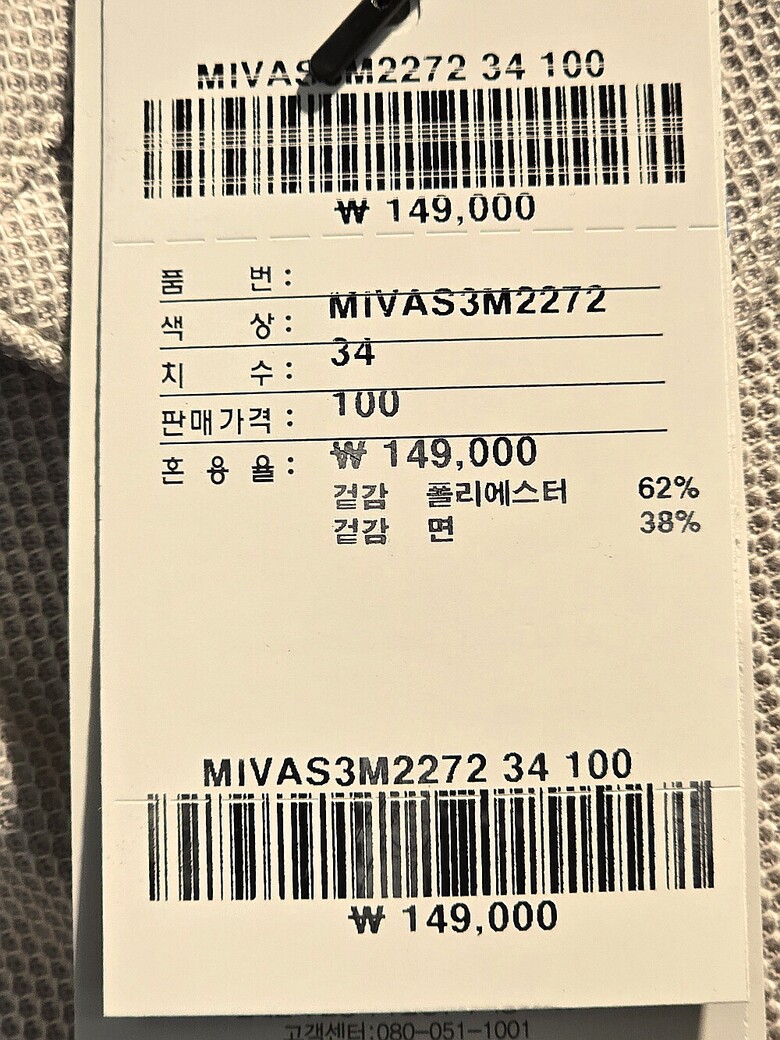 MIVAS3M2272 34 100
₩ 149,000
품 번 :
MIVAS3M2272
색 상 :
34
치 수 :
100
판매가격 :
₩ 149,000
혼 용 율 :
겉감 폴리에스터 62%
겉감 면 38%
MIVAS3M2272 34 100
₩ 149,000
고객센터:080-051-1001